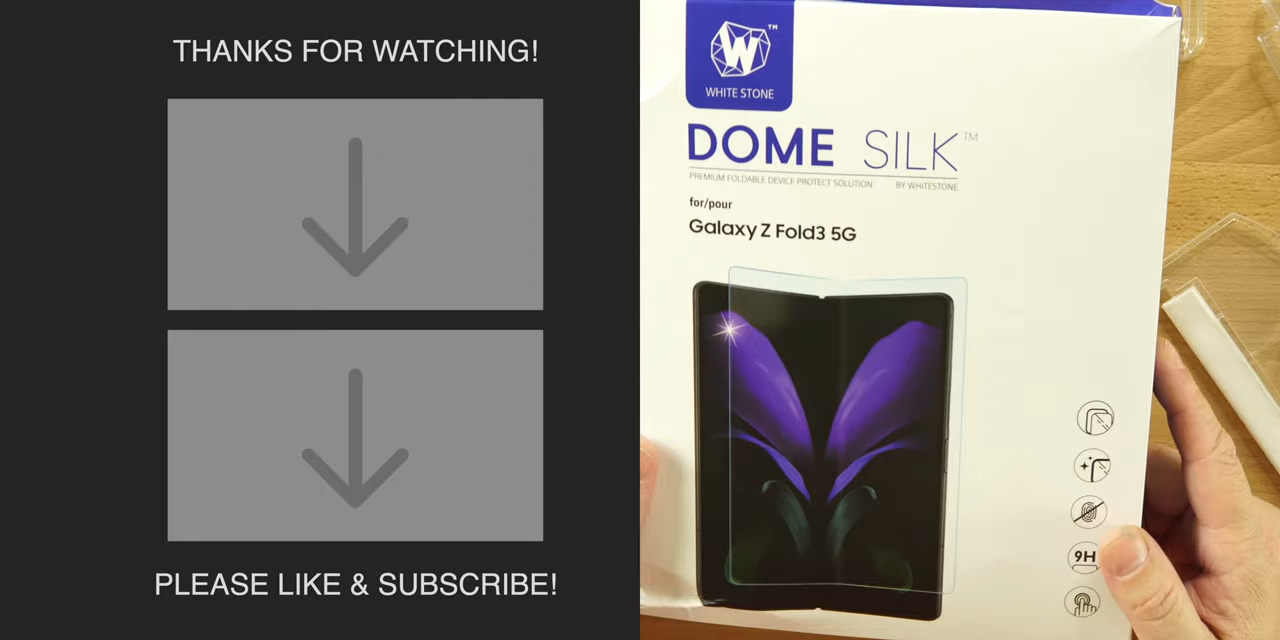 THANKS FOR WATCHING!
PLEASE LIKE & SUBSCRIBE!
W™
WHITE STONE
DOME SILK™
PREMIUM FOLDABLE DEVICE PROTECT SOLUTION BY WHITESTONE
for/pour
Galaxy Z Fold3 5G
9H